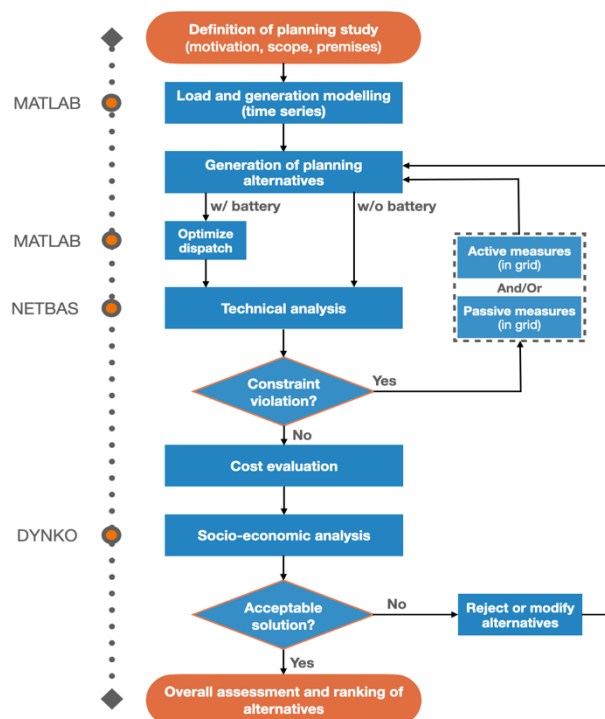 Definition of planning study
(motivation, scope, premises)
MATLAB
Load and generation modelling
(time series)
Generation of planning
alternatives
w/ battery
w/o battery
MATLAB
Optimize
dispatch
Active measures
(in grid)
And/Or
Passive measures
(in grid)
NETBAS
Technical analysis
Constraint
violation?
Yes
No
Cost evaluation
DYNKO
Socio-economic analysis
Acceptable
solution?
No
Reject or modify
alternatives
Yes
Overall assessment and ranking of
alternatives